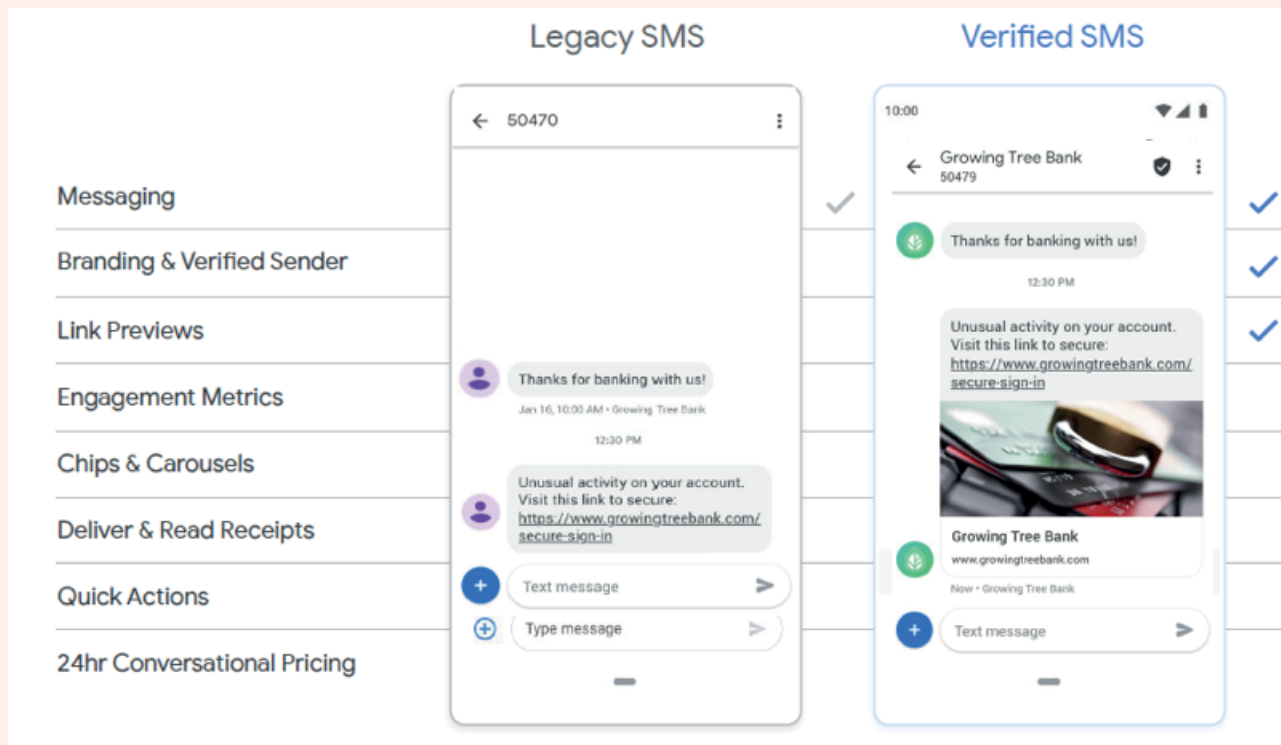 Legacy SMS
Verified SMS
Messaging
Branding & Verified Sender
Link Previews
Engagement Metrics
Chips & Carousels
Deliver & Read Receipts
Quick Actions
24hr Conversational Pricing
50470
Thanks for banking with us!
Jan 16, 10:00 AM • Growing Tree Bank
12:30 PM
Unusual activity on your account.
Visit this link to secure:
https://www.growingtreebank.com/
secure-sign-in
Text message
Type message
10:00
Growing Tree Bank
50479
Thanks for banking with us!
12:30 PM
Unusual activity on your account.
Visit this link to secure:
https://www.growingtreebank.com/
secure-sign-in
Growing Tree Bank
www.growingtreebank.com
Now • Growing Tree Bank
Text message